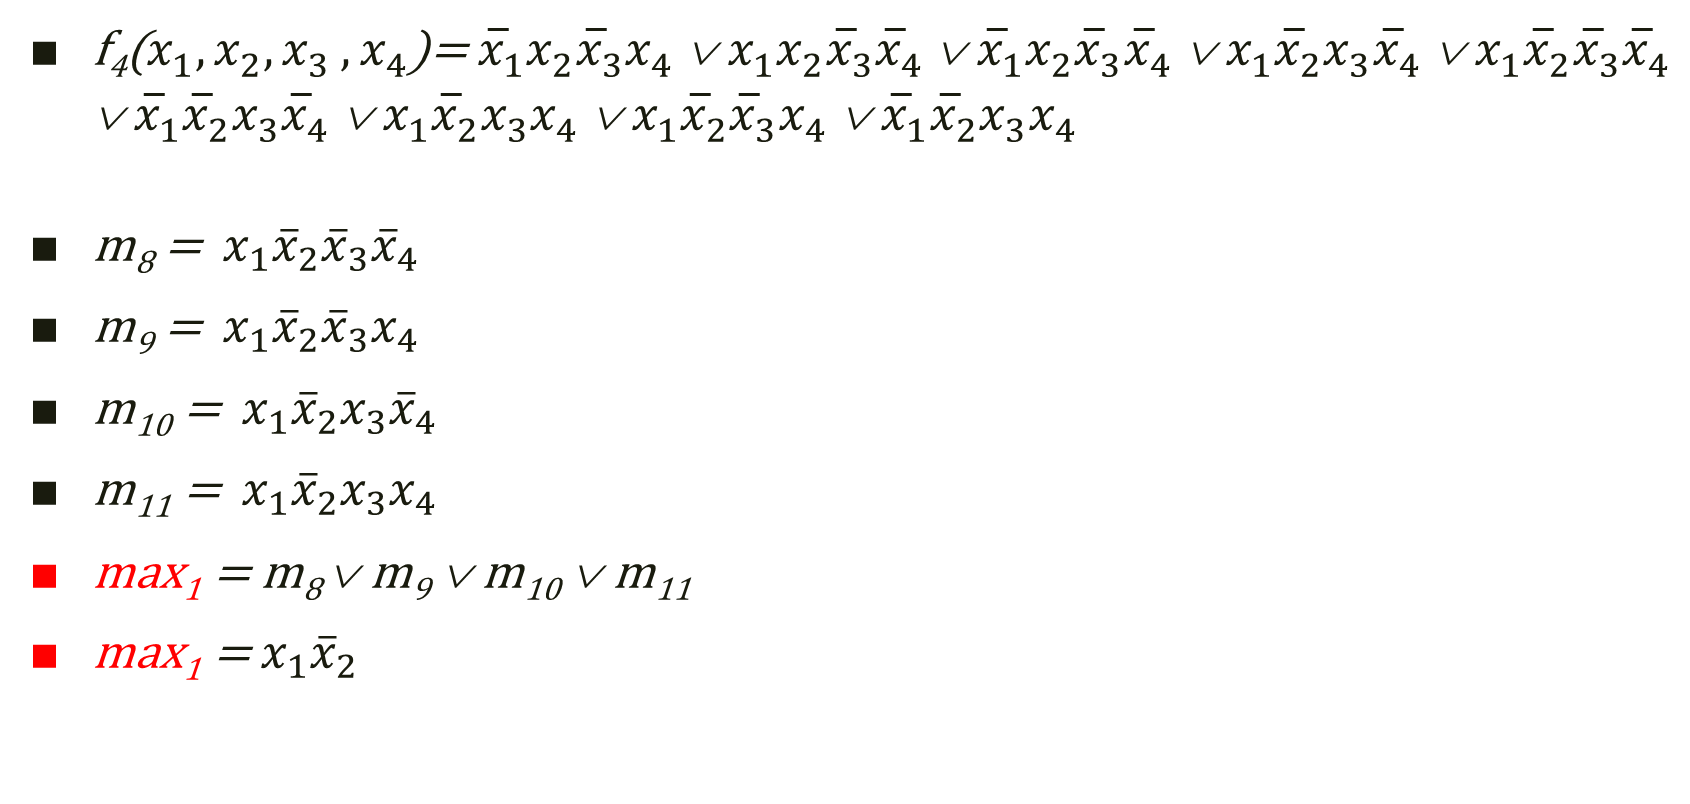 ■ f₄(x₁, x₂, x₃ , x₄)= x̄₁x₂x̄₃x₄ ∨ x₁x₂x̄₃x̄₄ ∨ x̄₁x₂x̄₃x̄₄ ∨ x₁x̄₂x₃x̄₄ ∨ x₁x̄₂x̄₃x̄₄
∨ x̄₁x̄₂x₃x̄₄ ∨ x₁x̄₂x₃x₄ ∨ x₁x̄₂x̄₃x₄ ∨ x̄₁x̄₂x₃x₄
■ m₈ = x₁x̄₂x̄₃x̄₄
■ m₉ = x₁x̄₂x̄₃x₄
■ m₁₀ = x₁x̄₂x₃x̄₄
■ m₁₁ = x₁x̄₂x₃x₄
■ max₁ = m₈ ∨ m₉ ∨ m₁₀ ∨ m₁₁
■ max₁ = x₁x̄₂